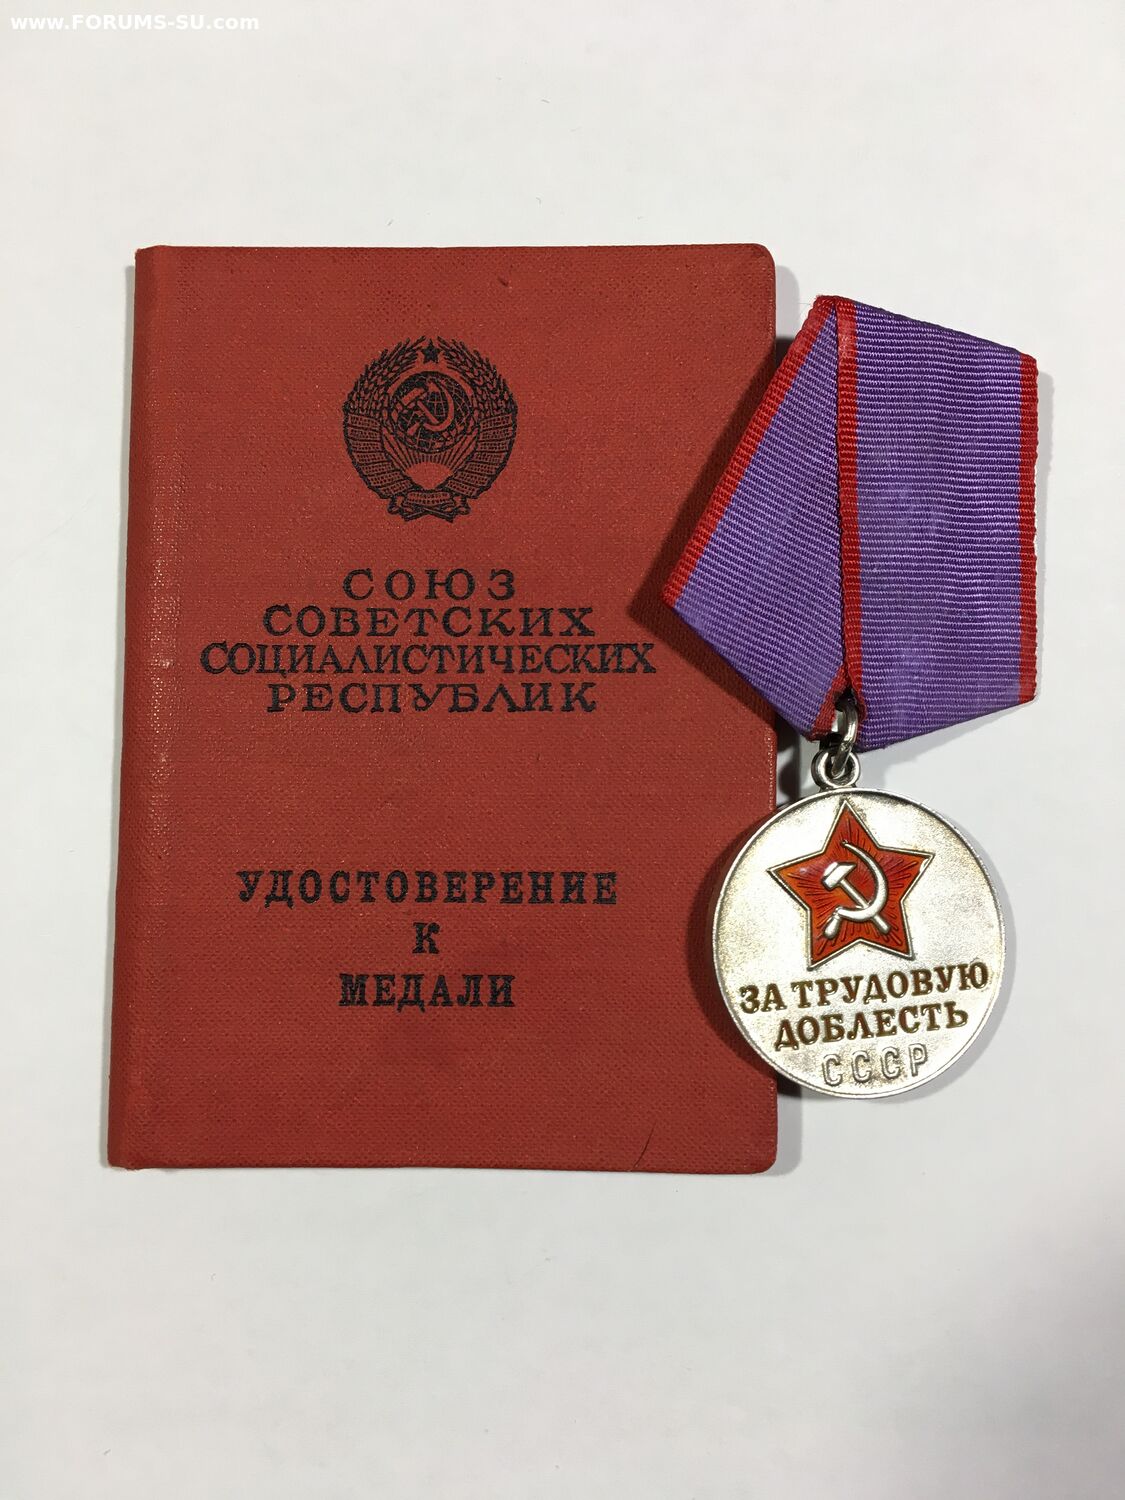 www.FORUMS-SU.com
СОЮЗ
СОВЕТСКИХ
СОЦИАЛИСТИЧЕСКИХ
РЕСПУБЛИК
УДОСТОВЕРЕНИЕ
К
МЕДАЛИ
ЗА ТРУДОВУЮ
ДОБЛЕСТЬ
СССР